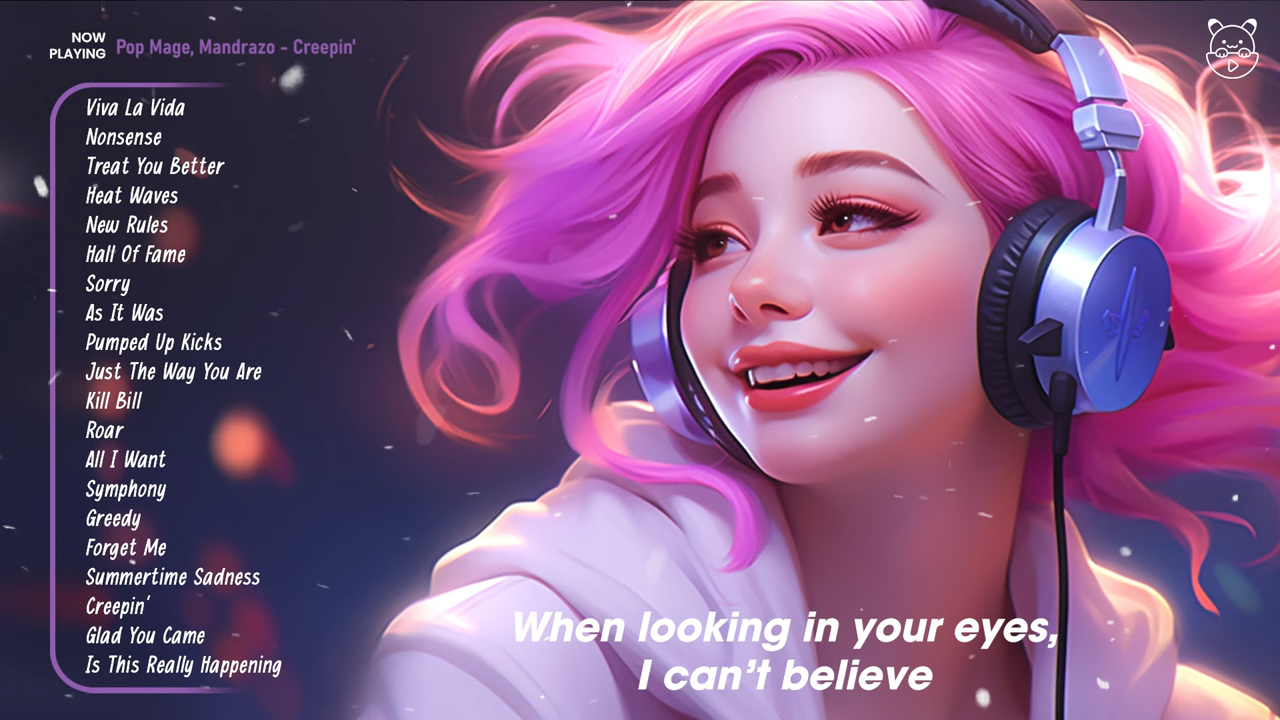 NOW
PLAYING
Pop Mage, Mandrazo - Creepin'
Viva La Vida
Nonsense
Treat You Better
Heat Waves
New Rules
Hall Of Fame
Sorry
As It Was
Pumped Up Kicks
Just The Way You Are
Kill Bill
Roar
All I Want
Symphony
Greedy
Forget Me
Summertime Sadness
Creepin'
Glad You Came
Is This Really Happening
When looking in your eyes,
I can't believe